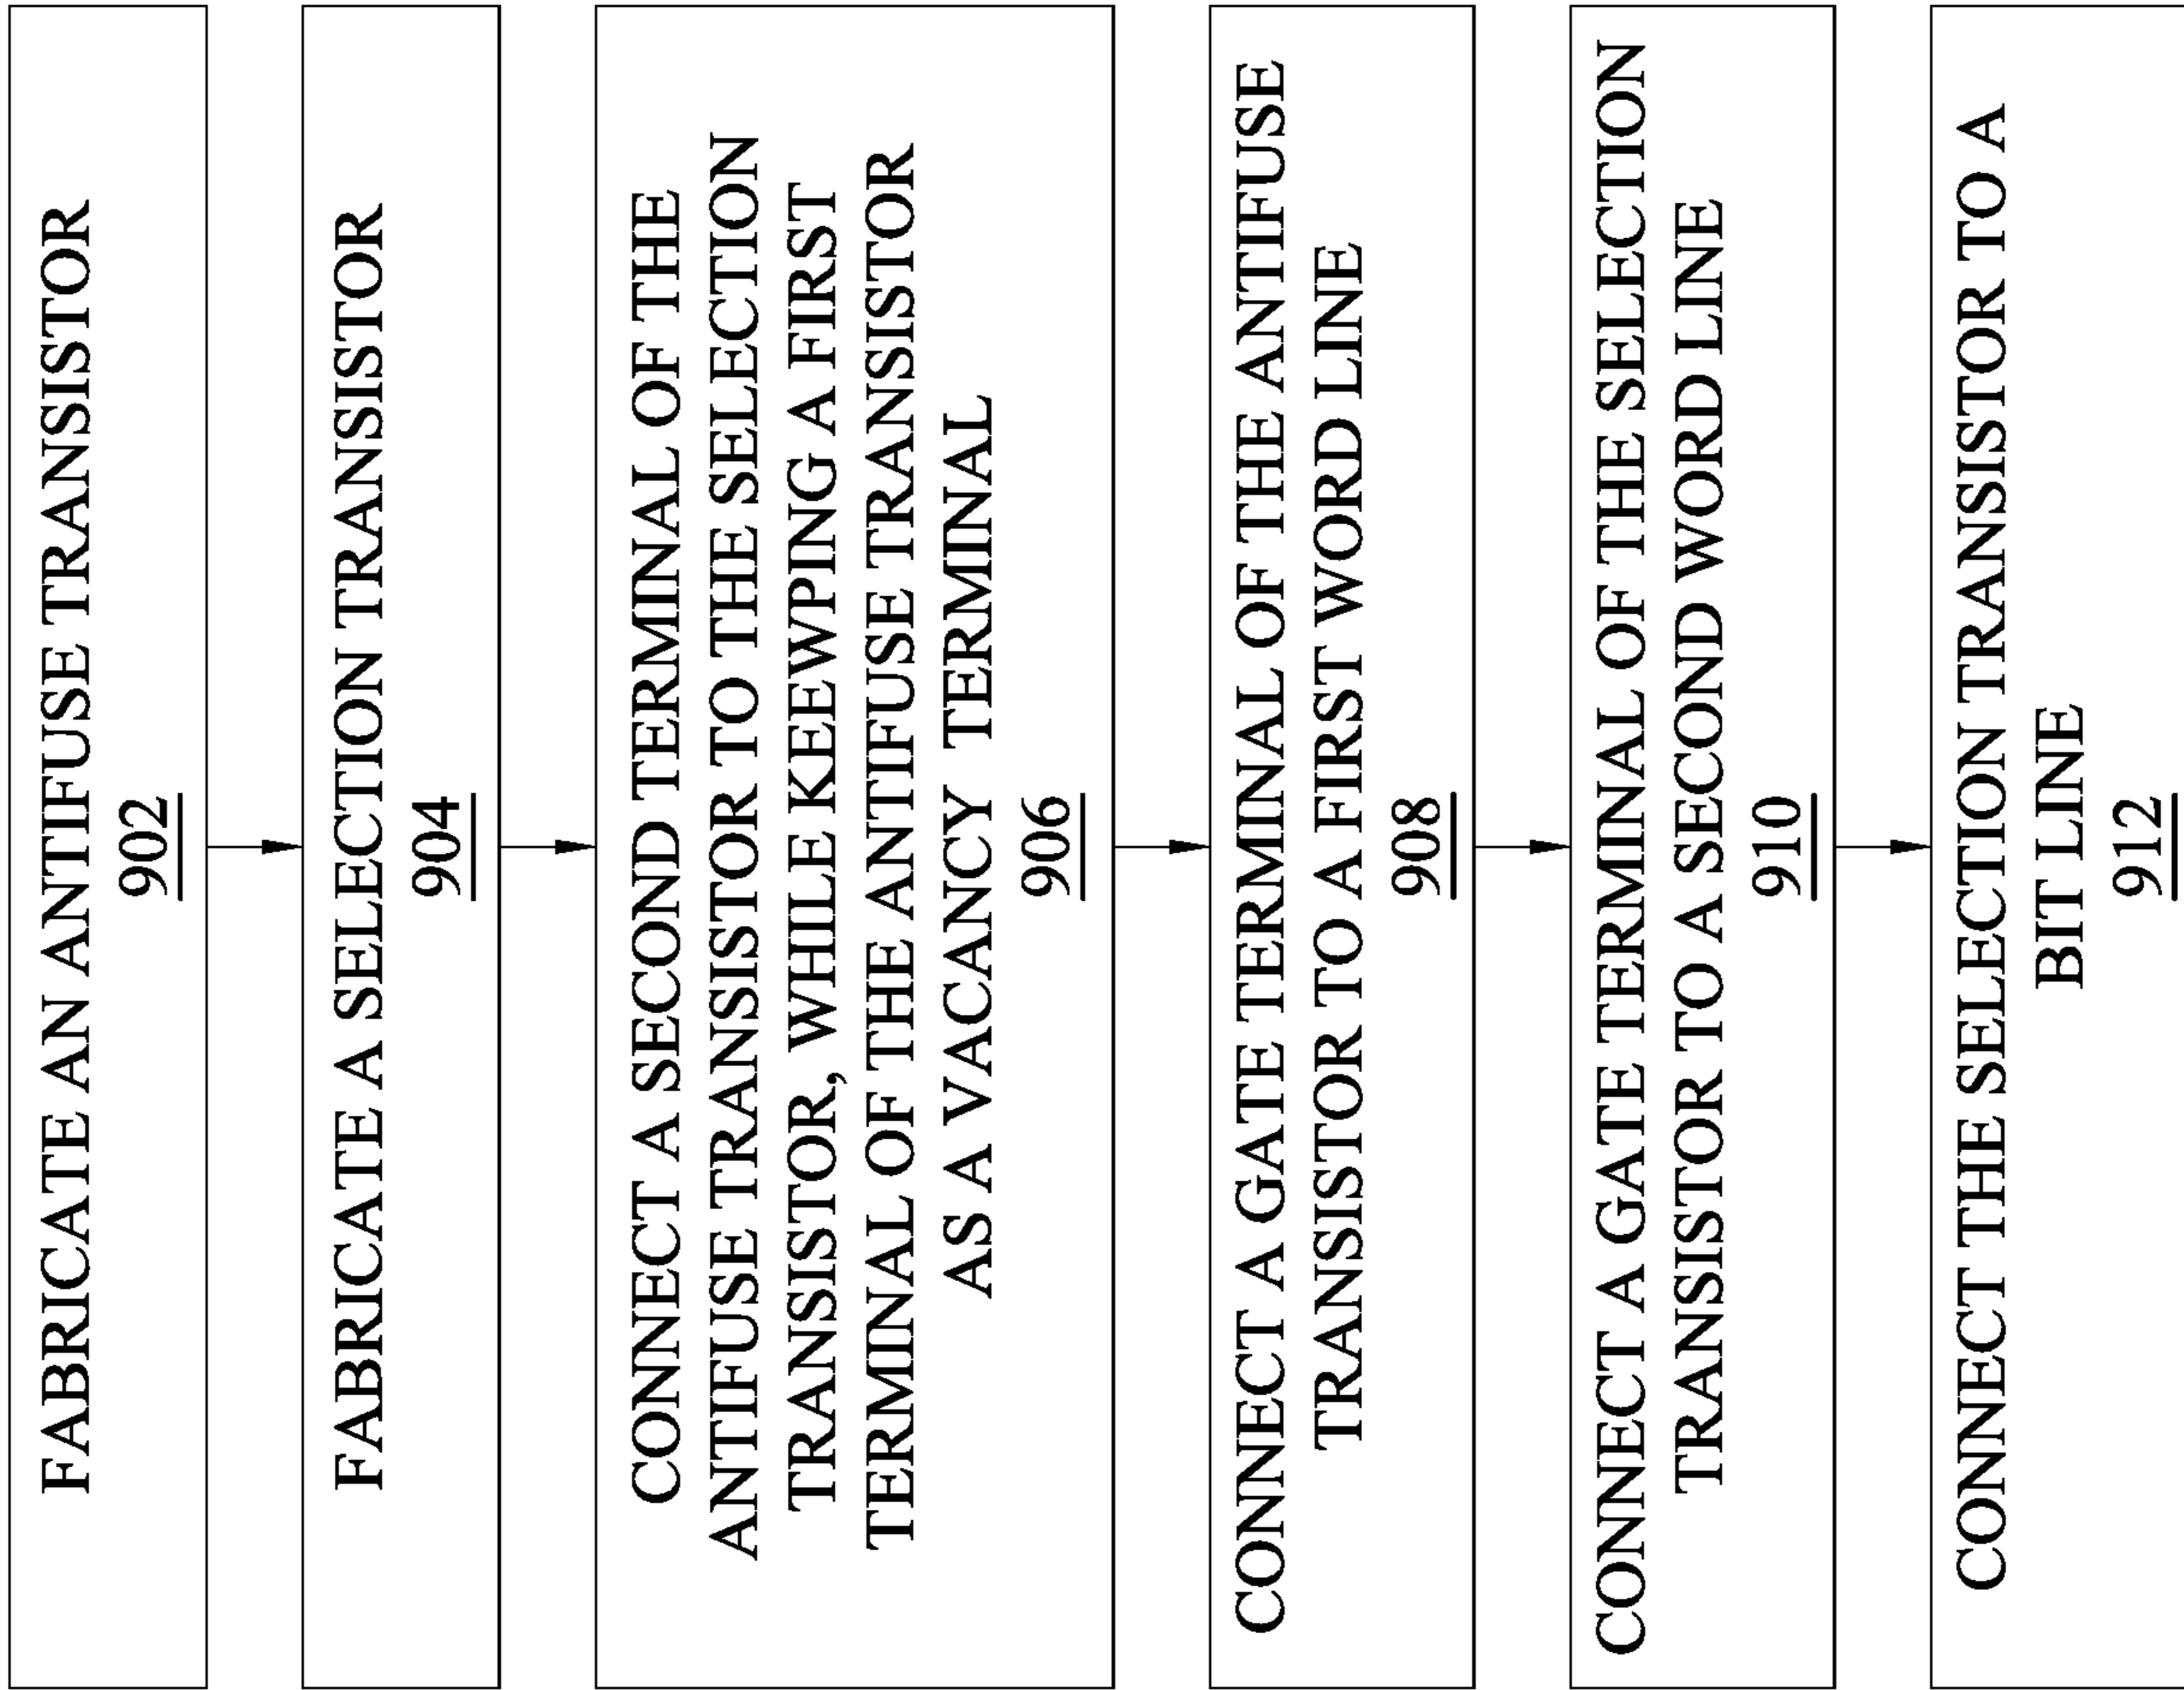 FABRICATE AN ANTIFUSE TRANSISTOR
902
FABRICATE A SELECTION TRANSISTOR
904
CONNECT A SECOND TERMINAL OF THE
ANTIFUSE TRANSISTOR TO THE SELECTION
TRANSISTOR, WHILE KEEWPING A FIRST
TERMINAL OF THE ANTIFUSE TRANSISTOR
AS A VACANCY TERMINAL
906
CONNECT A GATE TERMINAL OF THE ANTIFUSE
TRANSISTOR TO A FIRST WORD LINE
908
CONNECT A GATE TERMINAL OF THE SELECTION
TRANSISTOR TO A SECOND WORD LINE
910
CONNECT THE SELECTION TRANSISTOR TO A
BIT LINE
912